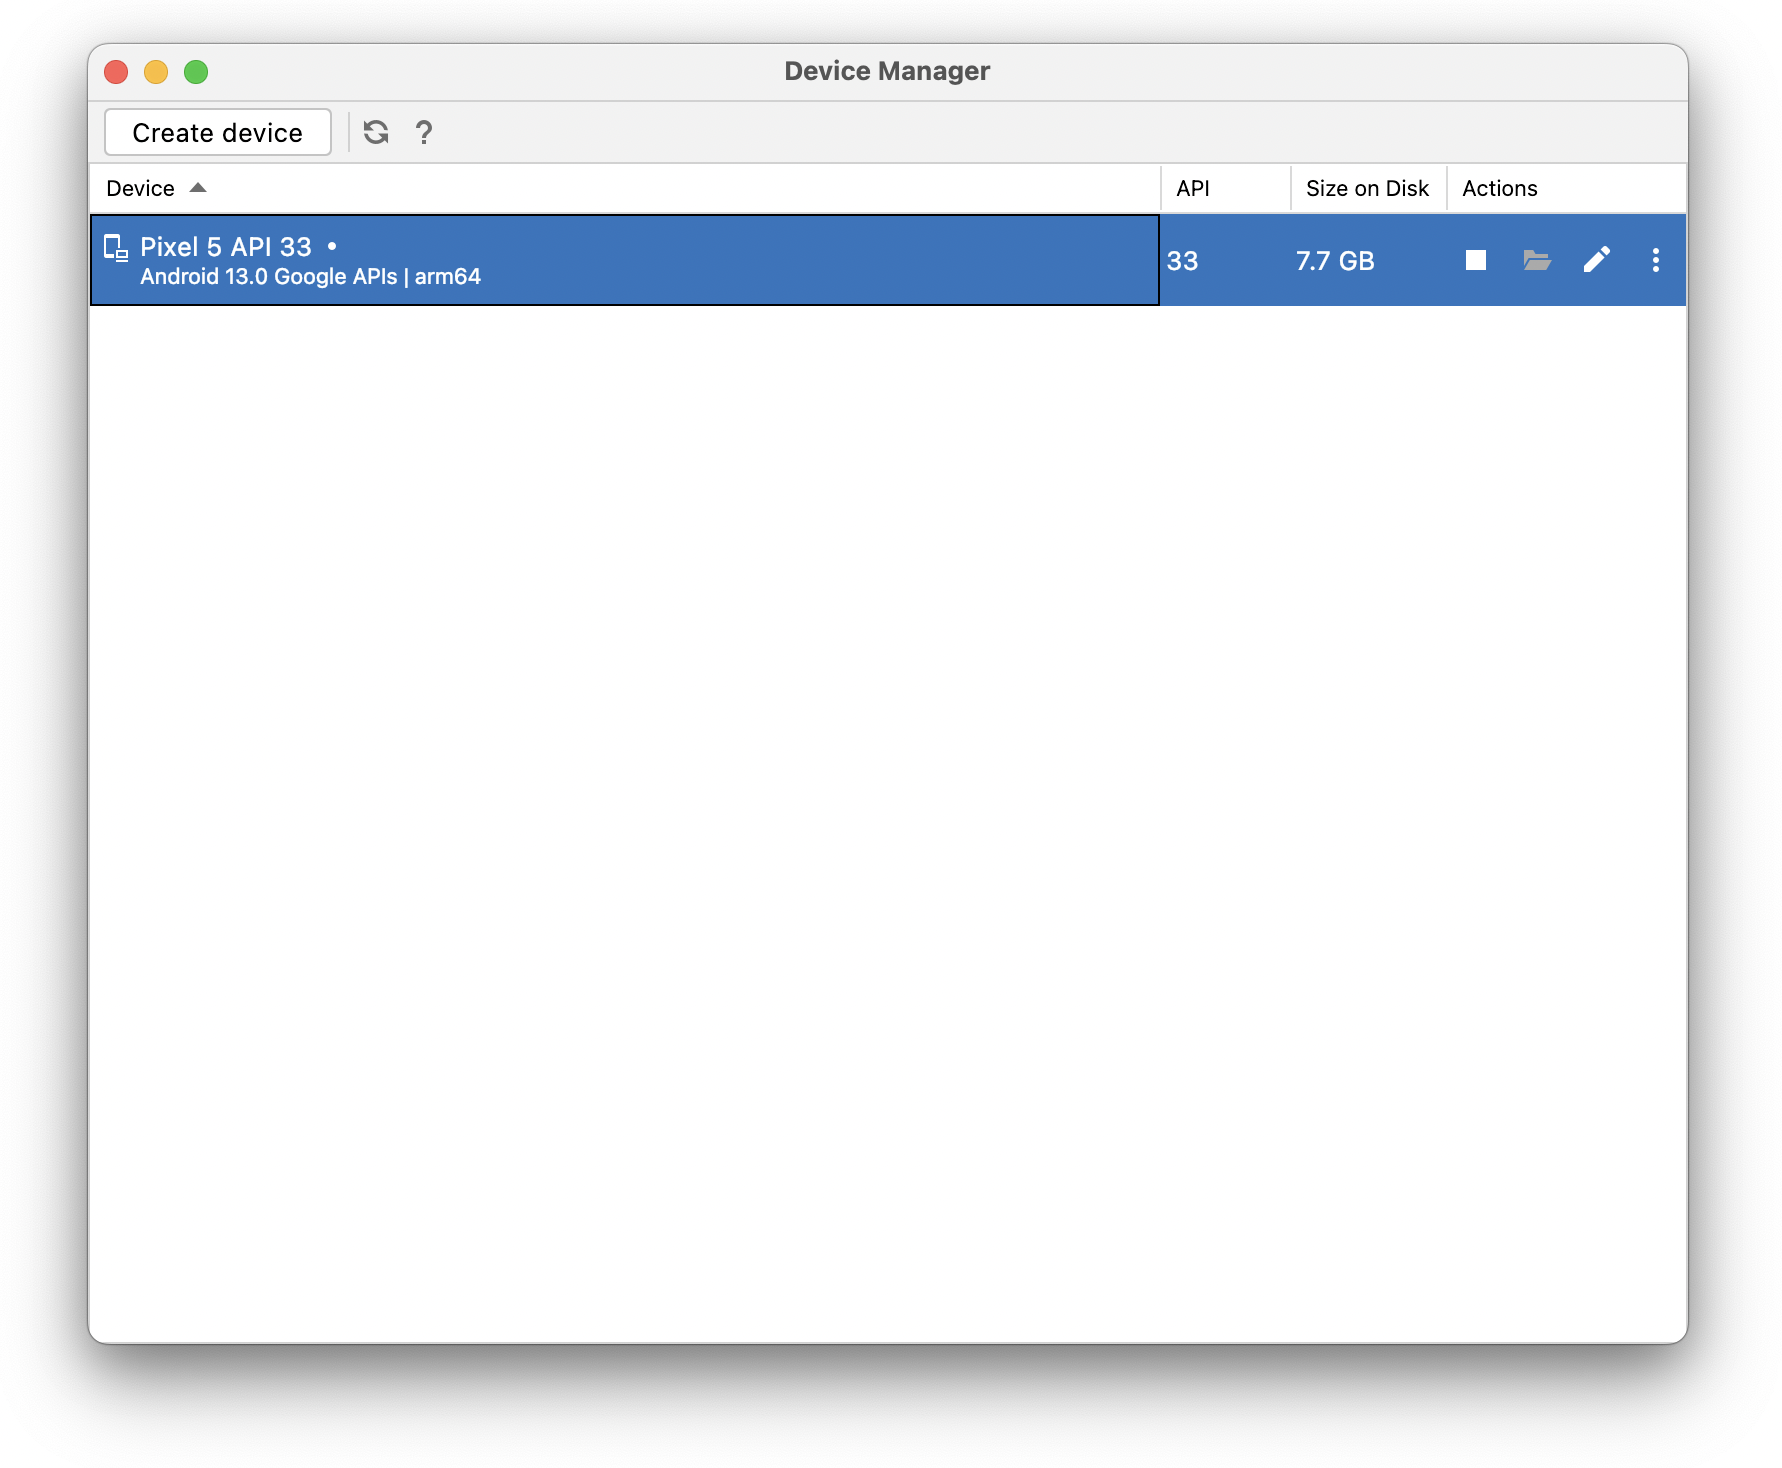 Device Manager
Create device ?
Device API Size on Disk Actions
Pixel 5 API 33 •
Android 13.0 Google APIs | arm64
33 7.7 GB